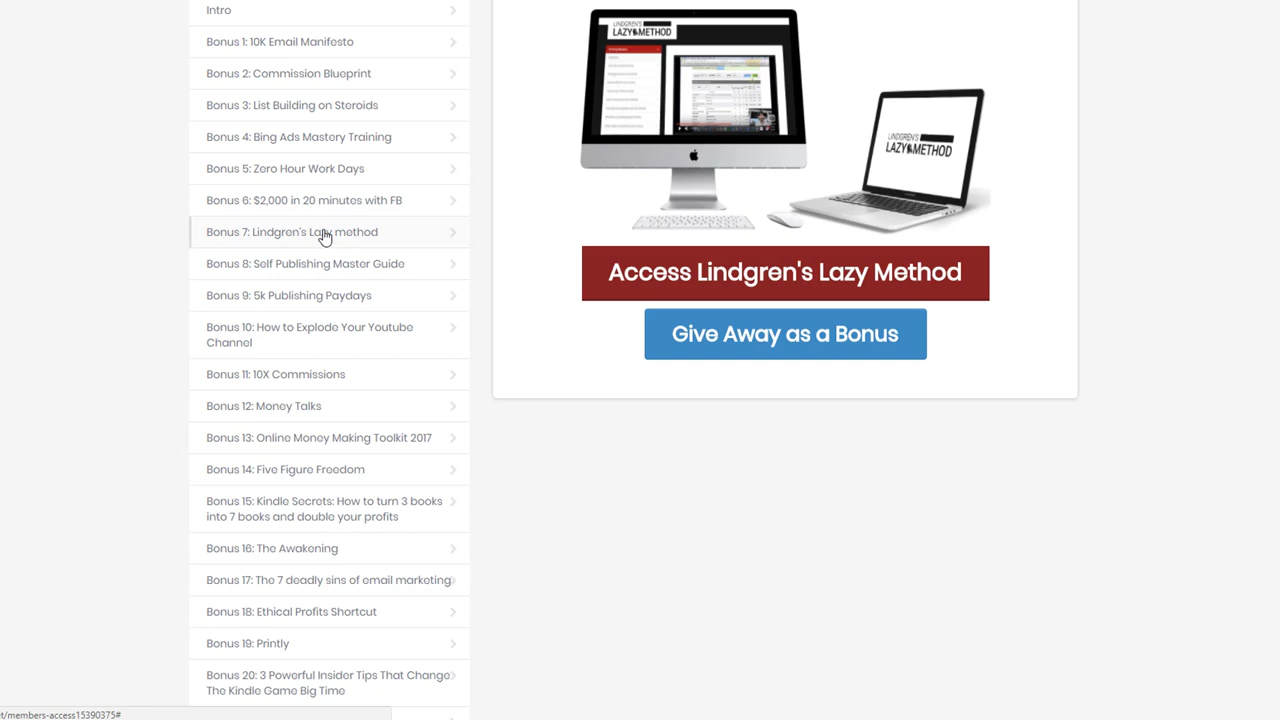 Intro
Bonus 1: 10K Email Manifesto
Bonus 2:
Bonus 3: List Building on Steroids
Bonus 4: Bing Ads Method Training
Bonus 5: Zero Hour Work Days
Bonus 6: $2,000 in 20 minutes with FB
Bonus 7: Lindgren's Lazy method
Bonus 8: Self Publishing Master Guide
Bonus 9: 5k Publishing Paydays
Bonus 10: How to Explode Your Youtube
Channel
Bonus 11: 10X Commissions
Bonus 12: Money Talks
Bonus 13: Online Money Making Toolkit 2017
Bonus 14: Five Figure Freedom
Bonus 15: Kindle Secrets: How to turn 3 books
into 7 books and double your profits
Bonus 16: The Awakening
Bonus 17: The 7 deadly sins of email marketing
Bonus 18: Ethical Profits Shortcut
Bonus 19: Printly
Bonus 20: 3 Powerful Insider Tips That Change
The Kindle Game Big Time
t/members-access15390375#
LINDGREN'S
LAZY METHOD
LINDGREN'S
LAZY METHOD
Access Lindgren's Lazy Method
Give Away as a Bonus